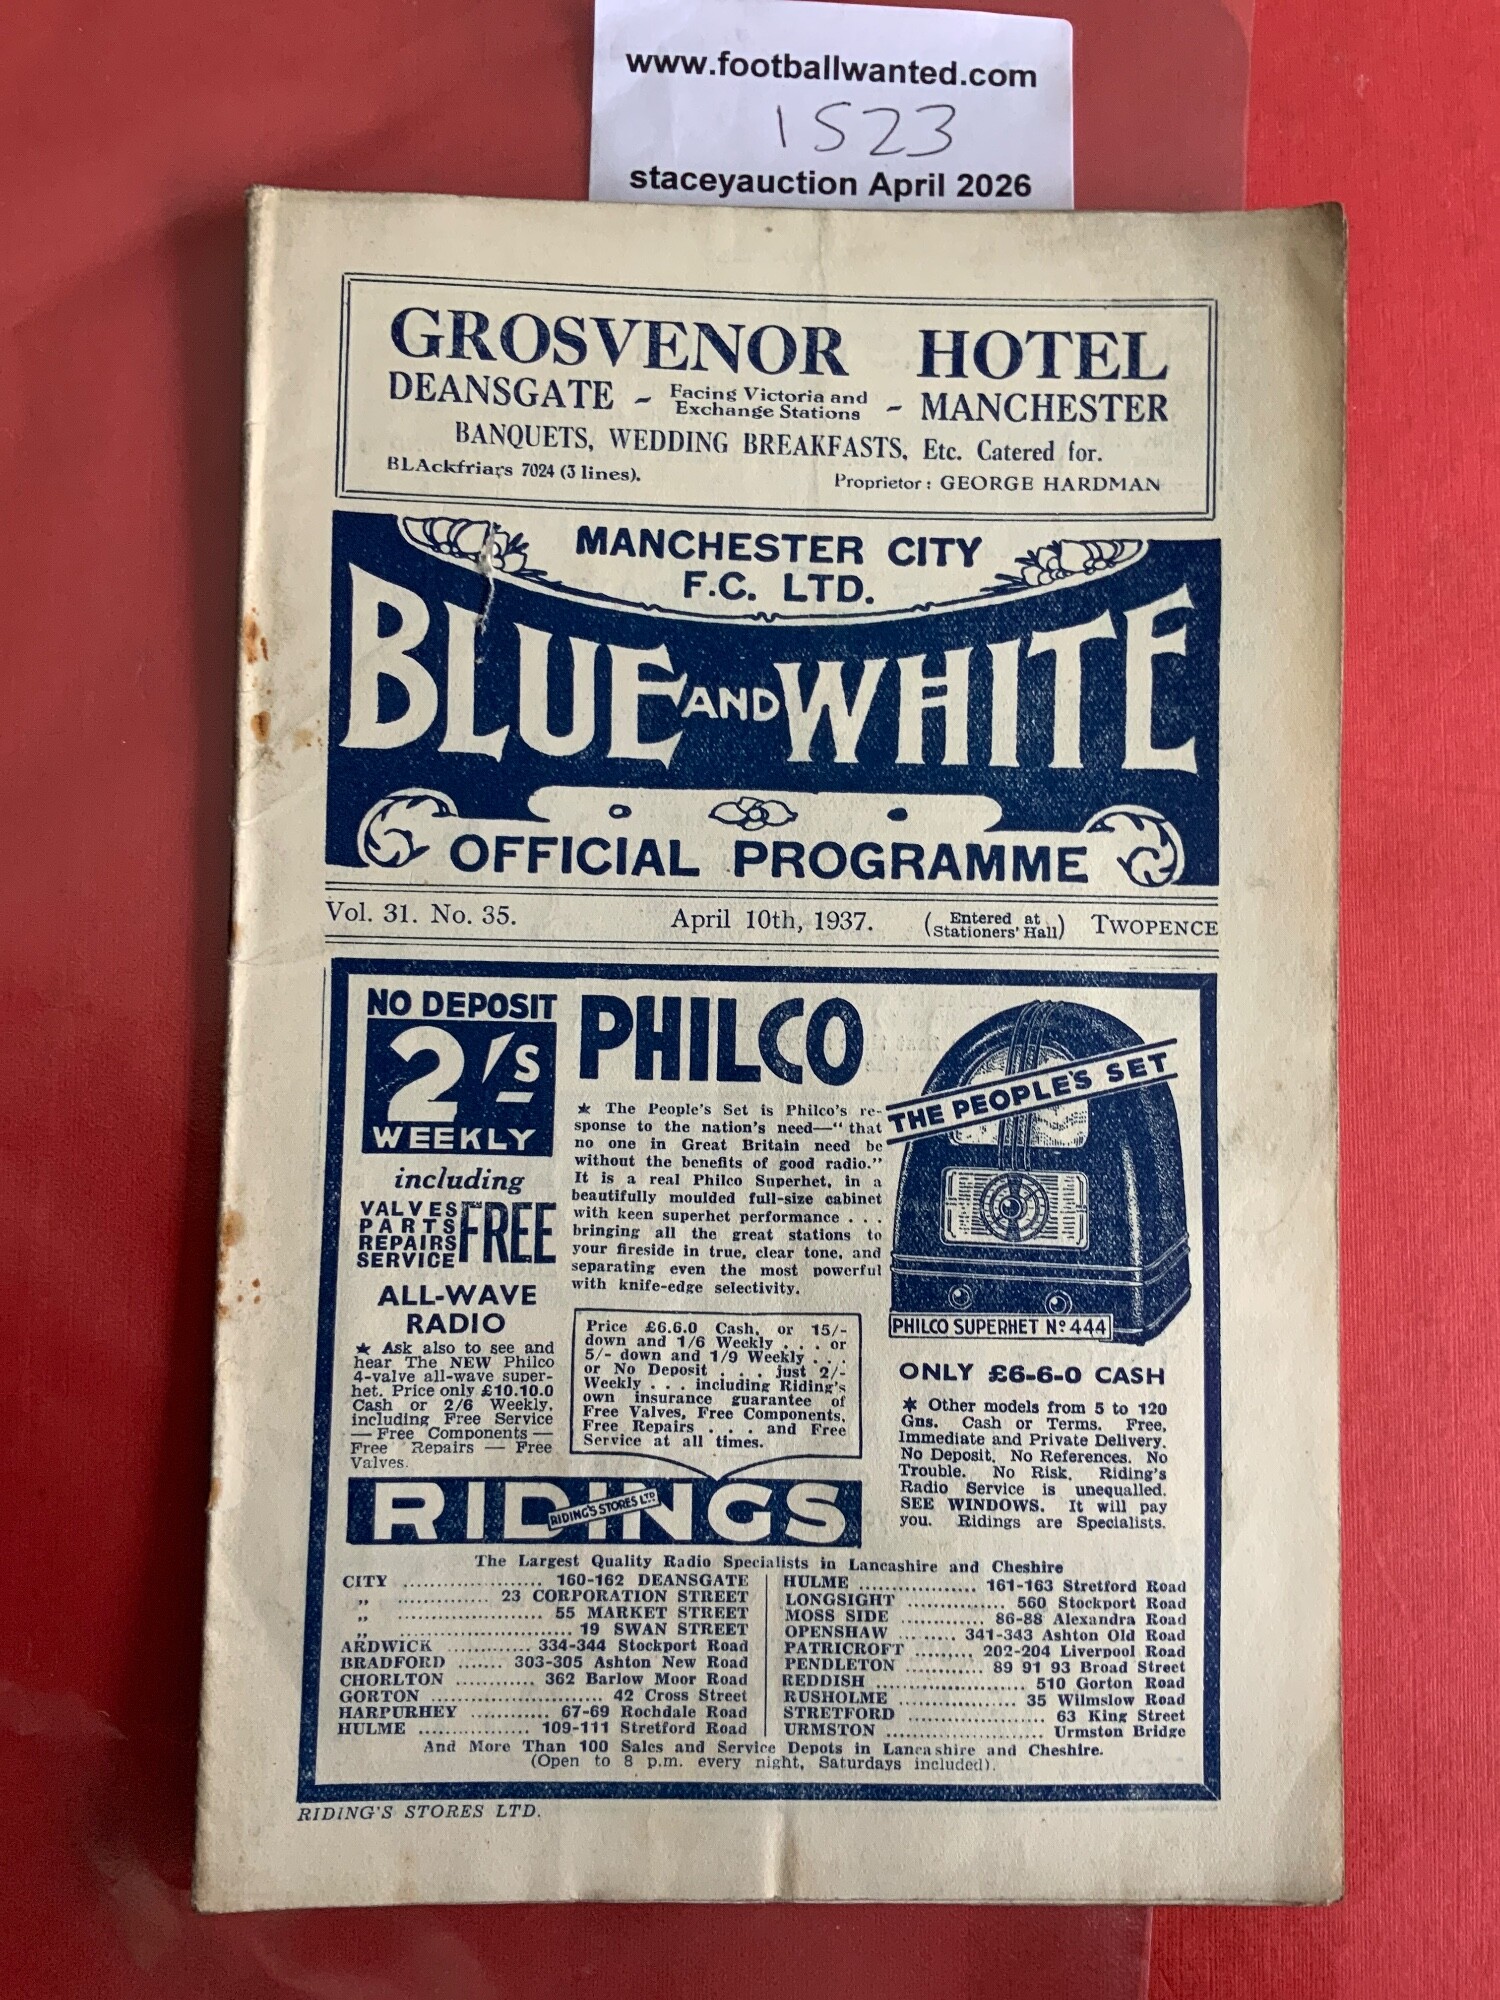 www.footballwanted.com
1523
staceyauction April 2026
GROSVENOR HOTEL
DEANSGATE - Facing Victoria and Exchange Stations - MANCHESTER
BANQUETS, WEDDING BREAKFASTS, Etc. Catered for.
BLAckfriars 7024 (3 lines). Proprietor: GEORGE HARDMAN
MANCHESTER CITY
F.C. LTD.
BLUE AND WHITE
OFFICIAL PROGRAMME
Vol. 31. No. 35. April 10th, 1937. (Entered at Stationers' Hall) TWOPENCE
NO DEPOSIT
2/s
WEEKLY
including
VALVES
PARTS
REPAIRS
SERVICE
FREE
ALL-WAVE
RADIO
★ Ask also to see and
hear The NEW Philco
4-valve all-wave super-
het. Price only £10.10.0
Cash or 2/6 Weekly,
including Free Service
— Free Components —
Free Repairs — Free
Valves.
PHILCO
★ The People's Set is Philco's re-
sponse to the nation's need—"that
no one in Great Britain need be
without the benefits of good radio."
It is a real Philco Superhet, in a
beautifully moulded full-size cabinet
with keen superhet performance . . .
bringing all the great stations to
your fireside in true, clear tone, and
separating even the most powerful
with knife-edge selectivity.
Price £6.6.0 Cash, or 15/-
down and 1/6 Weekly . . . or
5/- down and 1/9 Weekly . . .
or No Deposit . . . just 2/-
Weekly . . . including Riding's
own insurance guarantee of
Free Valves, Free Components,
Free Repairs . . . and Free
Service at all times.
THE PEOPLE'S SET
PHILCO SUPERHET Nº 444
ONLY £6-6-0 CASH
★ Other models from 5 to 120
Gns. Cash or Terms. Free,
Immediate and Private Delivery.
No Deposit, No References. No
Trouble. No Risk. Riding's
Radio Service is unequalled.
SEE WINDOWS. It will pay
you. Ridings are Specialists.
RIDINGS
RIDING'S STORES LTD
The Largest Quality Radio Specialists in Lancashire and Cheshire
CITY .................... 160-162 DEANSGATE
„ .............. 23 CORPORATION STREET
„ ...................... 55 MARKET STREET
„ .......................... 19 SWAN STREET
ARDWICK ............ 334-344 Stockport Road
BRADFORD ....... 303-305 Ashton New Road
CHORLTON ............ 362 Barlow Moor Road
GORTON .......................... 42 Cross Street
HARPURHEY ............ 67-69 Rochdale Road
HULME ................. 109-111 Stretford Road
HULME .................. 161-163 Stretford Road
LONGSIGHT ............... 560 Stockport Road
MOSS SIDE ............. 86-88 Alexandra Road
OPENSHAW ......... 341-343 Ashton Old Road
PATRICROFT ......... 202-204 Liverpool Road
PENDLETON ............ 89 91 93 Broad Street
REDDISH ....................... 510 Gorton Road
RUSHOLME .................. 35 Wilmslow Road
STRETFORD ..................... 63 King Street
URMSTON ........................ Urmston Bridge
And More Than 100 Sales and Service Depots in Lancashire and Cheshire.
(Open to 8 p.m. every night, Saturdays included).
RIDING'S STORES LTD.